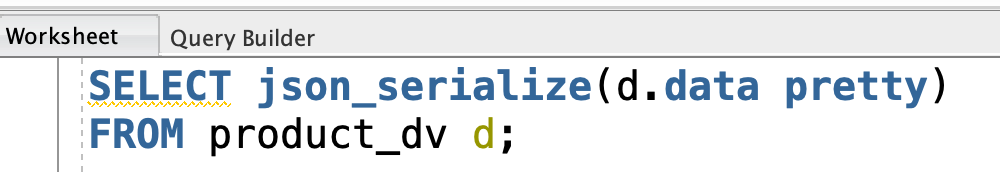 Worksheet Query Builder
SELECT json_serialize(d.data pretty)
FROM product_dv d;